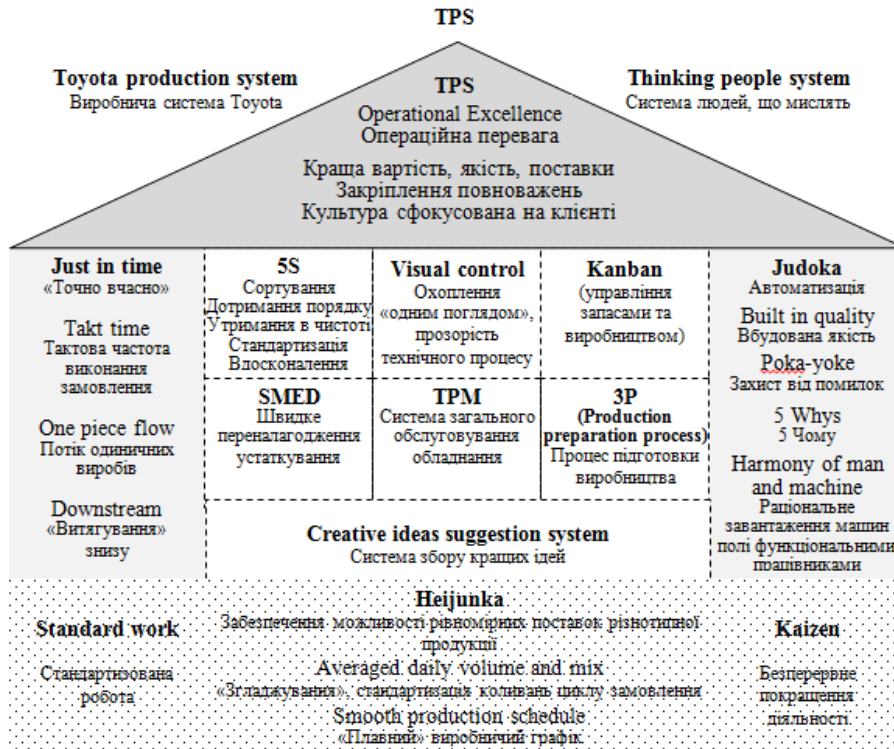 TPS
Toyota production system
Виробнича система Toyota
Thinking people system
Система людей, що мислять
TPS
Operational Excellence
Операційна перевага
Краща вартість, якість, поставки
Закріплення повноважень
Культура сфокусована на клієнті
Just in time
«Точно вчасно»
Takt time
Тактова частота
виконання
замовлення
One piece flow
Потік одиничних
виробів
Downstream
«Витягування»
знизу
5S
Сортування
Дотримання порядку
Утримання в чистоті
Стандартизація
Вдосконалення
Visual control
Охоплення
«одним поглядом»,
прозорість
технічного процесу
Kanban
(управління
запасами та
виробництвом)
SMED
Швидке
переналагодження
устаткування
TPM
Система загального
обслуговування
обладнання
3P
(Production
preparation process)
Процес підготовки
виробництва
Creative ideas suggestion system
Система збору кращих ідей
Judoka
Автоматизація
Built in quality
Вбудована якість
Poka-yoke
Захист від помилок
5 Whys
5 Чому
Harmony of man
and machine
Раціональне
завантаження машин
полі функціональними
працівниками
Standard work
Стандартизована
робота
Heijunka
Забезпечення можливості рівномірних поставок різнотипної
продукції
Averaged daily volume and mix
«Згладжування», стандартизація коливань циклу замовлення
Smooth production schedule
«Плавний» виробничий графік
Kaizen
Безперервне
покращення
діяльності